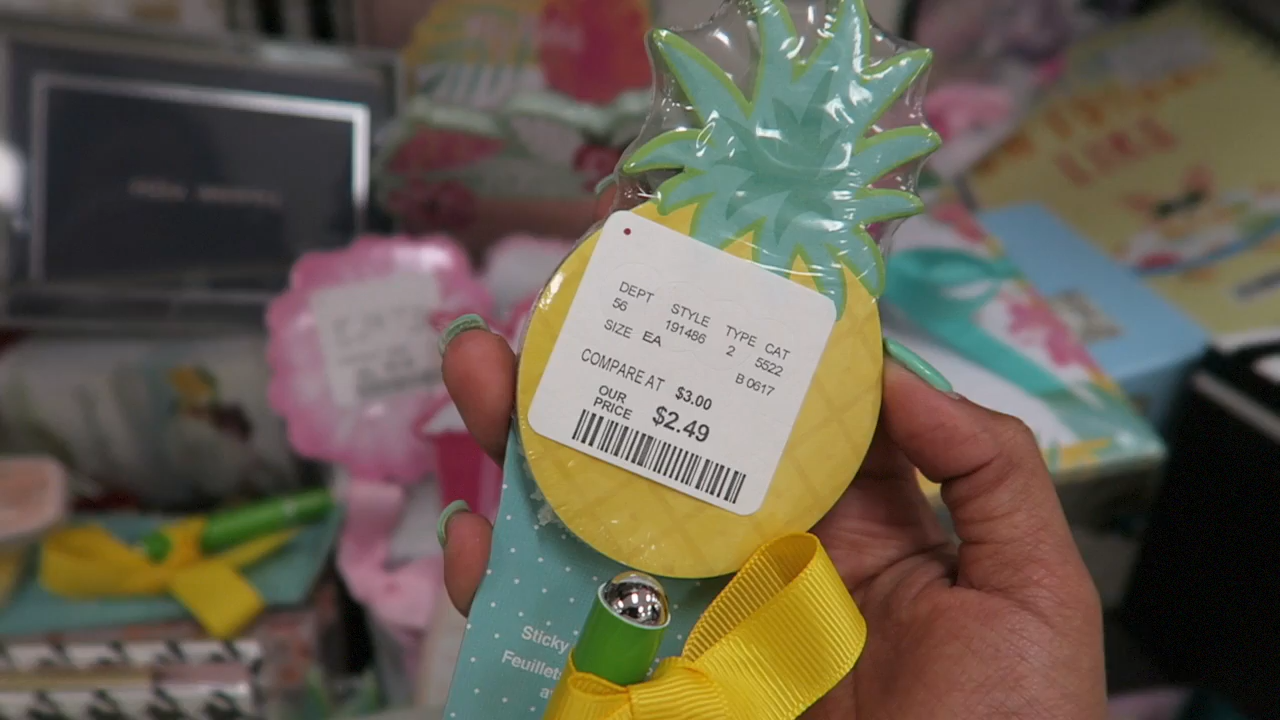 DEPT STYLE TYPE CAT
56 191486 2 5522
SIZE EA B 0617
COMPARE AT $3.00
OUR
PRICE $2.49
Sticky
Feuillets